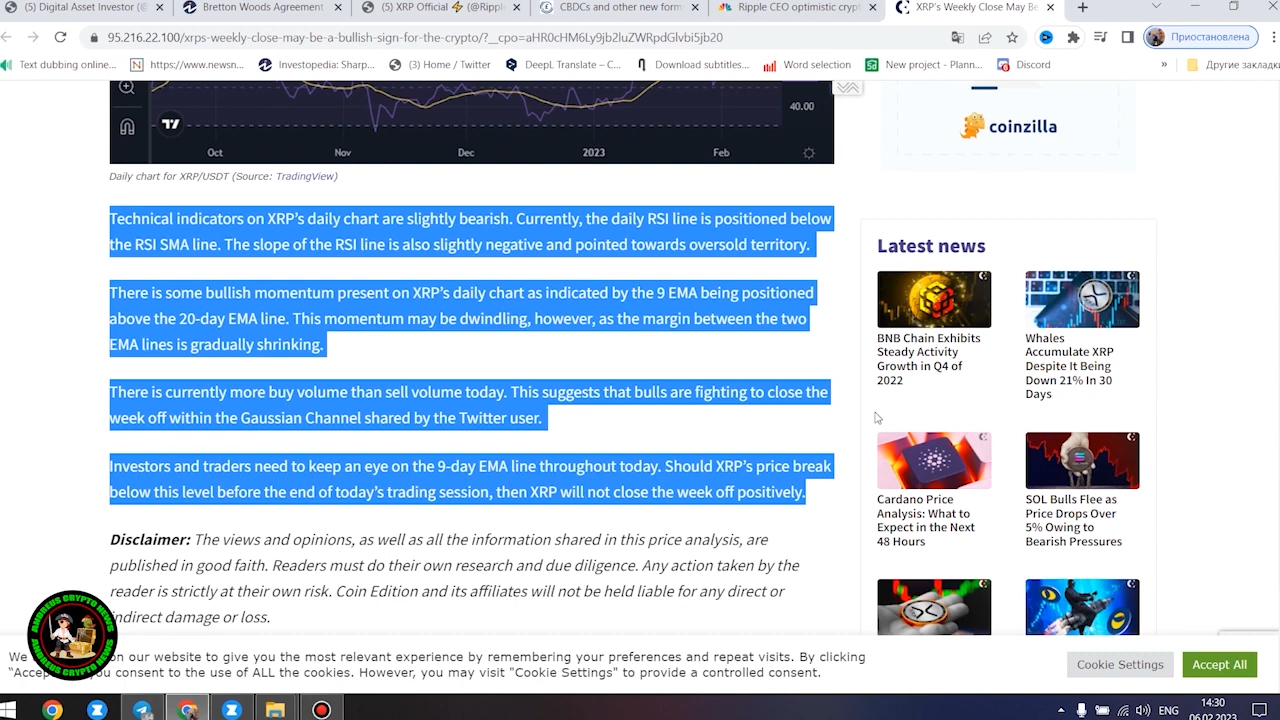 (5) Digital Asset Investor (@
Bretton Woods Agreement
(5) XRP Official ⚡ (@Rippl
CBDCs and other new form
Ripple CEO optimistic crypt
XRP's Weekly Close May Be
95.216.22.100/xrps-weekly-close-may-be-a-bullish-sign-for-the-crypto/?__cpo=aHR0cHM6Ly9jb2luZWRpdGlvbi5jb20
Приостановлена
Text dubbing online...
https://www.newsn...
Investopedia: Sharp...
(3) Home / Twitter
DeepL Translate – C...
Download subtitles...
Word selection
New project - Plann...
Discord
»
Другие закладки
40.00
Oct Nov Dec 2023 Feb
Daily chart for XRP/USDT (Source: TradingView)
Technical indicators on XRP's daily chart are slightly bearish. Currently, the daily RSI line is positioned below
the RSI SMA line. The slope of the RSI line is also slightly negative and pointed towards oversold territory.
There is some bullish momentum present on XRP's daily chart as indicated by the 9 EMA being positioned
above the 20-day EMA line. This momentum may be dwindling, however, as the margin between the two
EMA lines is gradually shrinking.
There is currently more buy volume than sell volume today. This suggests that bulls are fighting to close the
week off within the Gaussian Channel shared by the Twitter user.
Investors and traders need to keep an eye on the 9-day EMA line throughout today. Should XRP's price break
below this level before the end of today's trading session, then XRP will not close the week off positively.
Disclaimer: The views and opinions, as well as all the information shared in this price analysis, are
published in good faith. Readers must do their own research and due diligence. Any action taken by the
reader is strictly at their own risk. Coin Edition and its affiliates will not be held liable for any direct or
indirect damage or loss.
coinzilla
Latest news
BNB Chain Exhibits
Steady Activity
Growth in Q4 of
2022
Whales
Accumulate XRP
Despite It Being
Down 21% In 30
Days
Cardano Price
Analysis: What to
Expect in the Next
48 Hours
SOL Bulls Flee as
Price Drops Over
5% Owing to
Bearish Pressures
ANDREUS CRYPTO NEWS
ANDREUS CRYPTO NEWS
We on our website to give you the most relevant experience by remembering your preferences and repeat visits. By clicking
"Accep you consent to the use of ALL the cookies. However, you may visit "Cookie Settings" to provide a controlled consent.
Cookie Settings
Accept All
ENG
14:30
06.02.2023